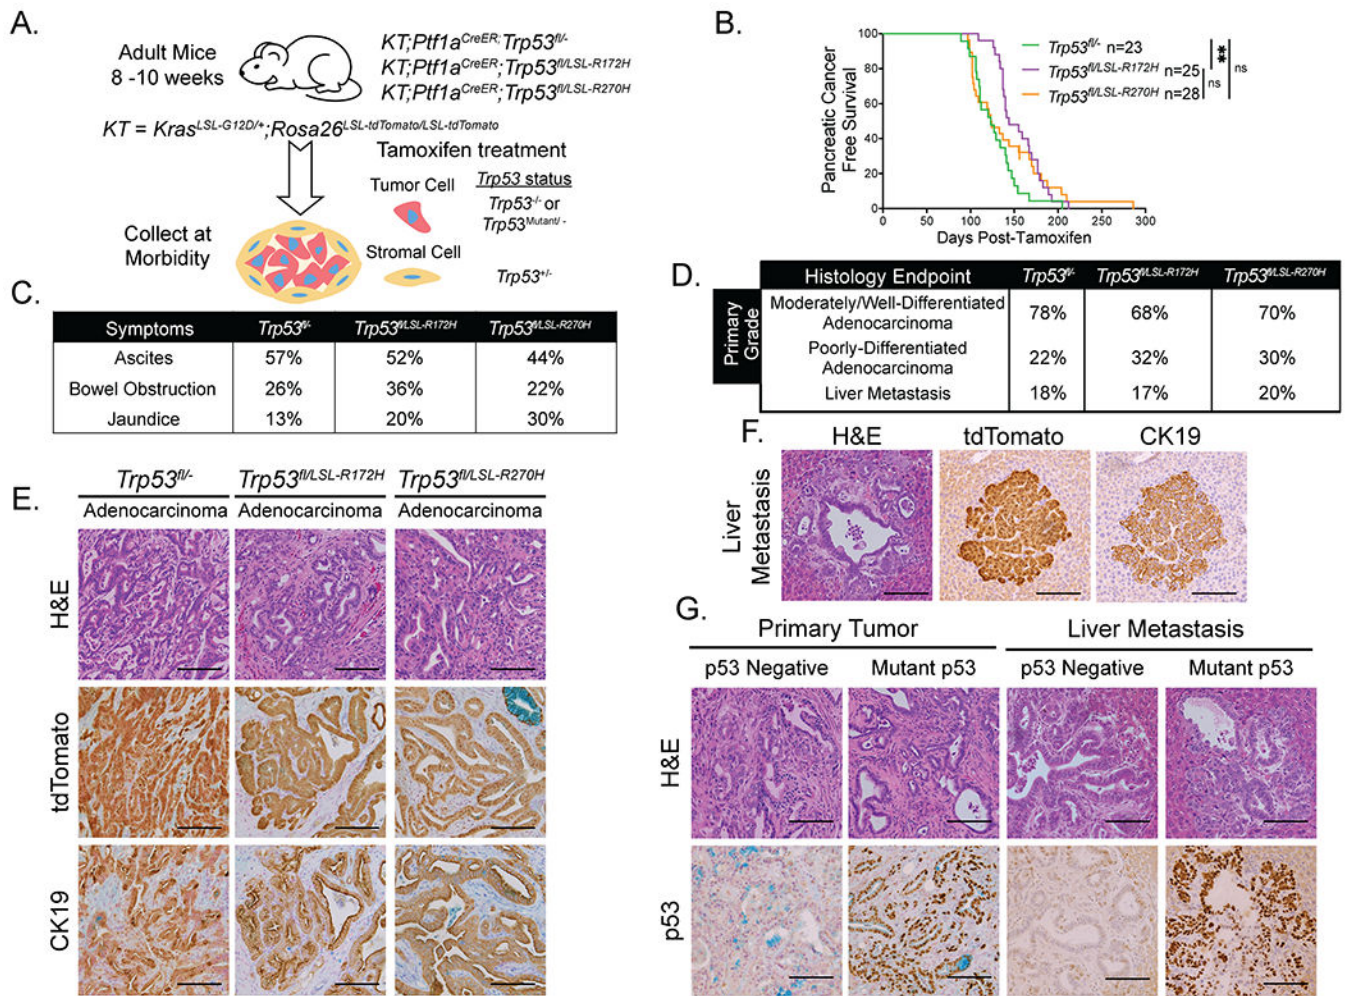 A.
Adult Mice
8 -10 weeks
KT;Ptf1a^CreER;Trp53^fl/-
KT;Ptf1a^CreER;Trp53^fl/LSL-R172H
KT;Ptf1a^CreER;Trp53^fl/LSL-R270H
KT = Kras^LSL-G12D/+;Rosa26^LSL-tdTomato/LSL-tdTomato
Tamoxifen treatment
Tumor Cell
Trp53 status
Trp53^-/- or
Trp53^Mutant/ -
Collect at
Morbidity
Stromal Cell
Trp53^+/-
B.
Pancreatic Cancer
Free Survival
100
80
60
40
20
0
0 50 100 150 200 250 300
Days Post-Tamoxifen
Trp53^fl/- n=23
Trp53^fl/LSL-R172H n=25
Trp53^fl/LSL-R270H n=28
**
ns
ns
C.
Symptoms Trp53^fl/- Trp53^fl/LSL-R172H Trp53^fl/LSL-R270H
Ascites 57% 52% 44%
Bowel Obstruction 26% 36% 22%
Jaundice 13% 20% 30%
D.
Histology Endpoint Trp53^fl/- Trp53^fl/LSL-R172H Trp53^fl/LSL-R270H
Primary
Grade
Moderately/Well-Differentiated
Adenocarcinoma 78% 68% 70%
Poorly-Differentiated
Adenocarcinoma 22% 32% 30%
Liver Metastasis 18% 17% 20%
E.
Trp53^fl/- Trp53^fl/LSL-R172H Trp53^fl/LSL-R270H
Adenocarcinoma Adenocarcinoma Adenocarcinoma
H&E
tdTomato
CK19
F.
H&E tdTomato CK19
Liver
Metastasis
G.
Primary Tumor Liver Metastasis
p53 Negative Mutant p53 p53 Negative Mutant p53
H&E
p53